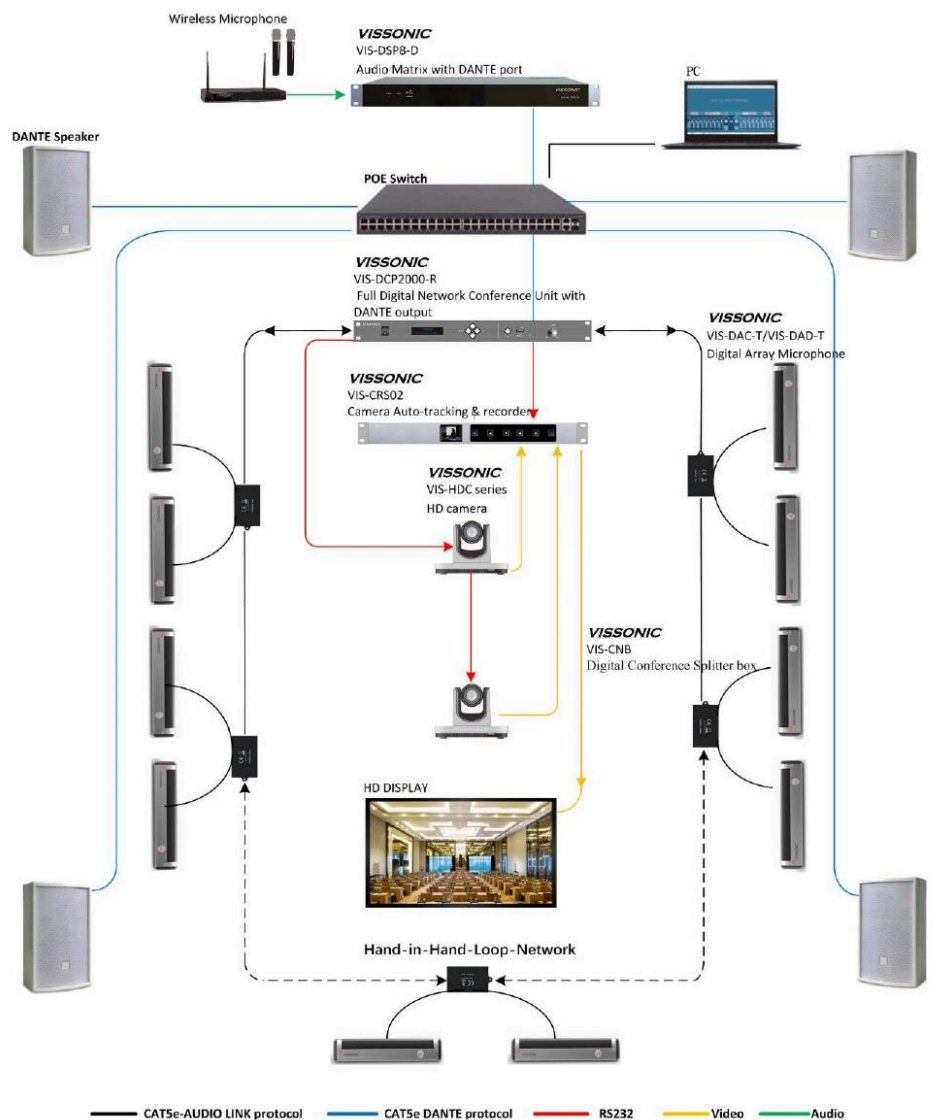 Wireless Microphone
VISSONIC
VIS-DSP8-D
Audio Matrix with DANTE port
VISSONIC
PC
DANTE Speaker
POE Switch
VISSONIC
VIS-DCP2000-R
Full Digital Network Conference Unit with
DANTE output
VISSONIC
VIS-DAC-T/VIS-DAD-T
Digital Array Microphone
VISSONIC
VIS-CRS02
Camera Auto-tracking & recorder
VISSONIC
VIS-HDC series
HD camera
VISSONIC
VIS-CNB
Digital Conference Splitter box
HD DISPLAY
Hand-in-Hand-Loop-Network
CAT5e-AUDIO LINK protocol
CAT5e DANTE protocol
RS232
Video
Audio